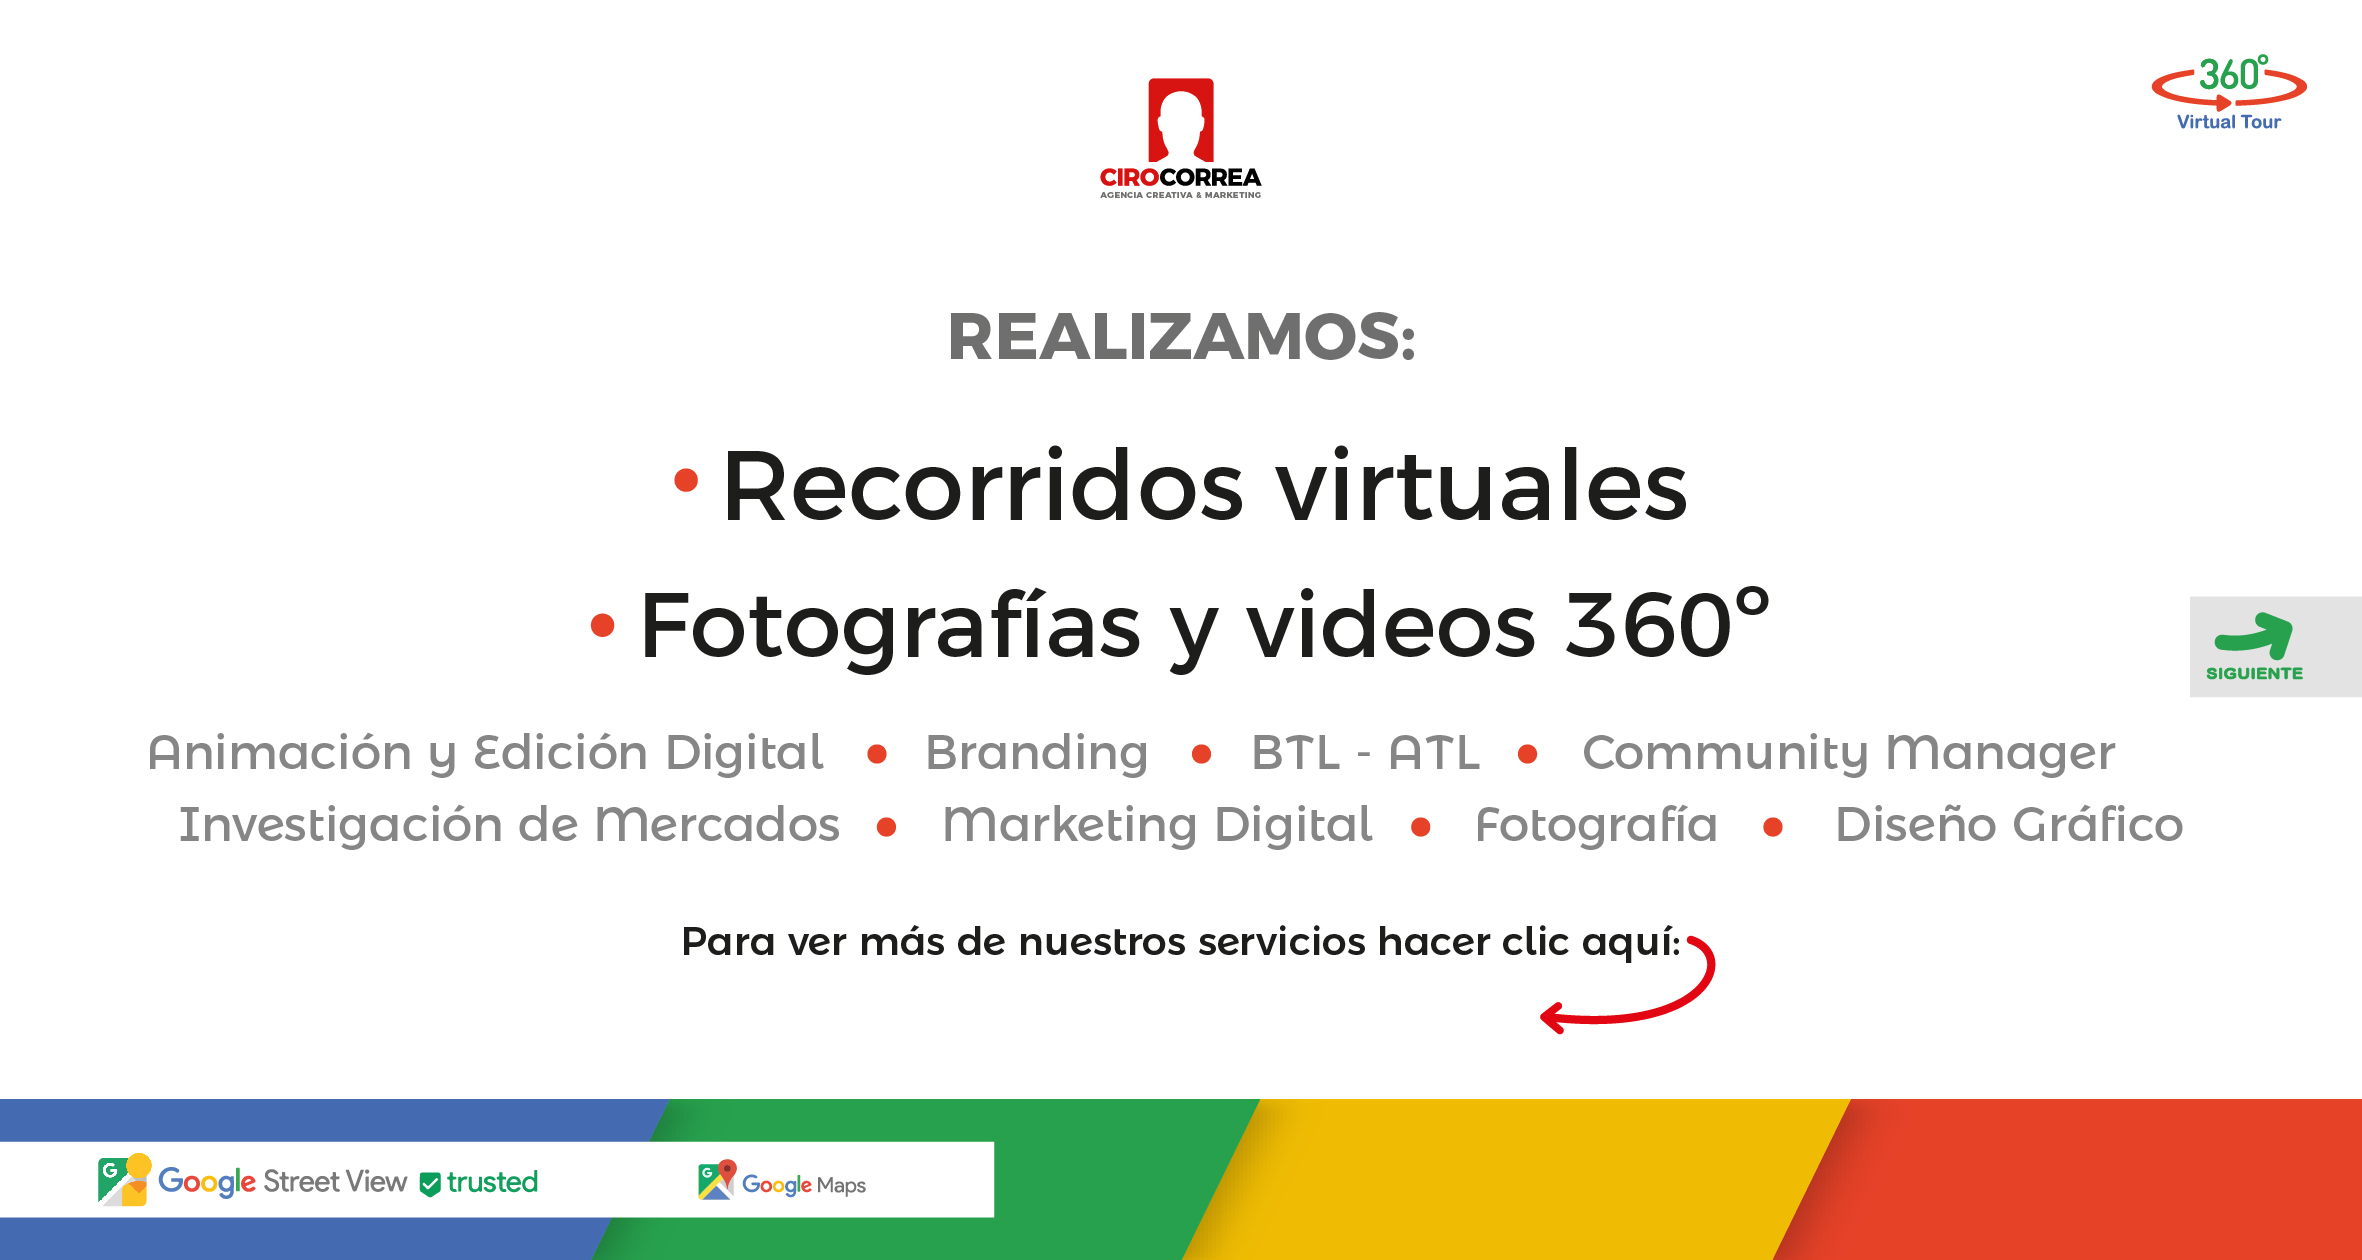 360°
Virtual Tour
CIROCORREA
AGENCIA CREATIVA & MARKETING
REALIZAMOS:
• Recorridos virtuales
• Fotografías y videos 360º
SIGUIENTE
Animación y Edición Digital • Branding • BTL - ATL • Community Manager
Investigación de Mercados • Marketing Digital • Fotografía • Diseño Gráfico
Para ver más de nuestros servicios hacer clic aquí:
G Google Street View trusted
G Google Maps